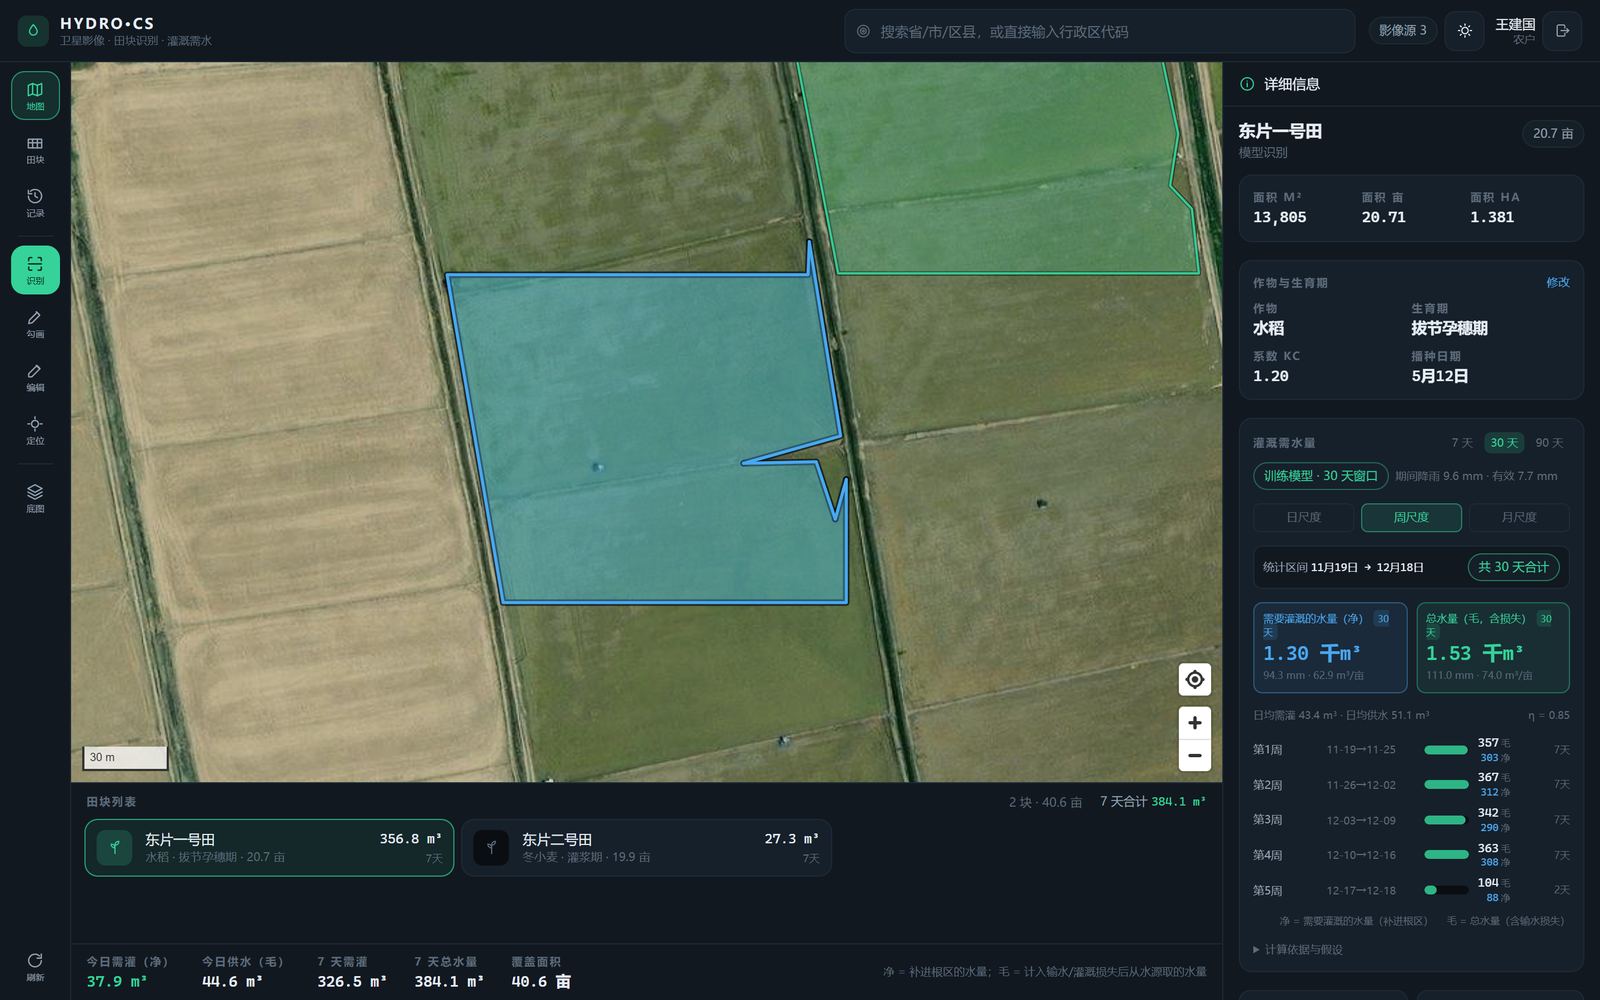 HYDRO•CS
卫星影像 · 田块识别 · 灌溉需水
搜索省/市/区县，或直接输入行政区代码
影像源 3
王建国
农户
地图
田块
记录
识别
勾画
编辑
定位
底图
刷新
30 m
田块列表
2 块 · 40.6 亩
7 天合计 384.1 m³
东片一号田
水稻 · 拔节孕穗期 · 20.7 亩
356.8 m³
7天
东片二号田
冬小麦 · 灌浆期 · 19.9 亩
27.3 m³
7天
今日需灌（净）
37.9 m³
今日供水（毛）
44.6 m³
7 天需灌
326.5 m³
7 天总水量
384.1 m³
覆盖面积
40.6 亩
净 = 补进根区的水量；毛 = 计入输水/灌溉损失后从水源取的水量
详细信息
东片一号田
模型识别
20.7 亩
面积 M²
13,805
面积 亩
20.71
面积 HA
1.381
作物与生育期
修改
作物
水稻
生育期
拔节孕穗期
系数 KC
1.20
播种日期
5月12日
灌溉需水量
7 天
30 天
90 天
训练模型 · 30 天窗口
期间降雨 9.6 mm · 有效 7.7 mm
日尺度
周尺度
月尺度
统计区间 11月19日 → 12月18日
共 30 天合计
需要灌溉的水量（净） 30
天
1.30 千m³
94.3 mm · 62.9 m³/亩
总水量（毛，含损失） 30
天
1.53 千m³
111.0 mm · 74.0 m³/亩
日均需灌 43.4 m³ · 日均供水 51.1 m³
η = 0.85
第1周 11-19→11-25 357 毛 303 净 7天
第2周 11-26→12-02 367 毛 312 净 7天
第3周 12-03→12-09 342 毛 290 净 7天
第4周 12-10→12-16 363 毛 308 净 7天
第5周 12-17→12-18 104 毛 88 净 2天
净 = 需要灌溉的水量（补进根区） 毛 = 总水量（含输水损失）
▶ 计算依据与假设